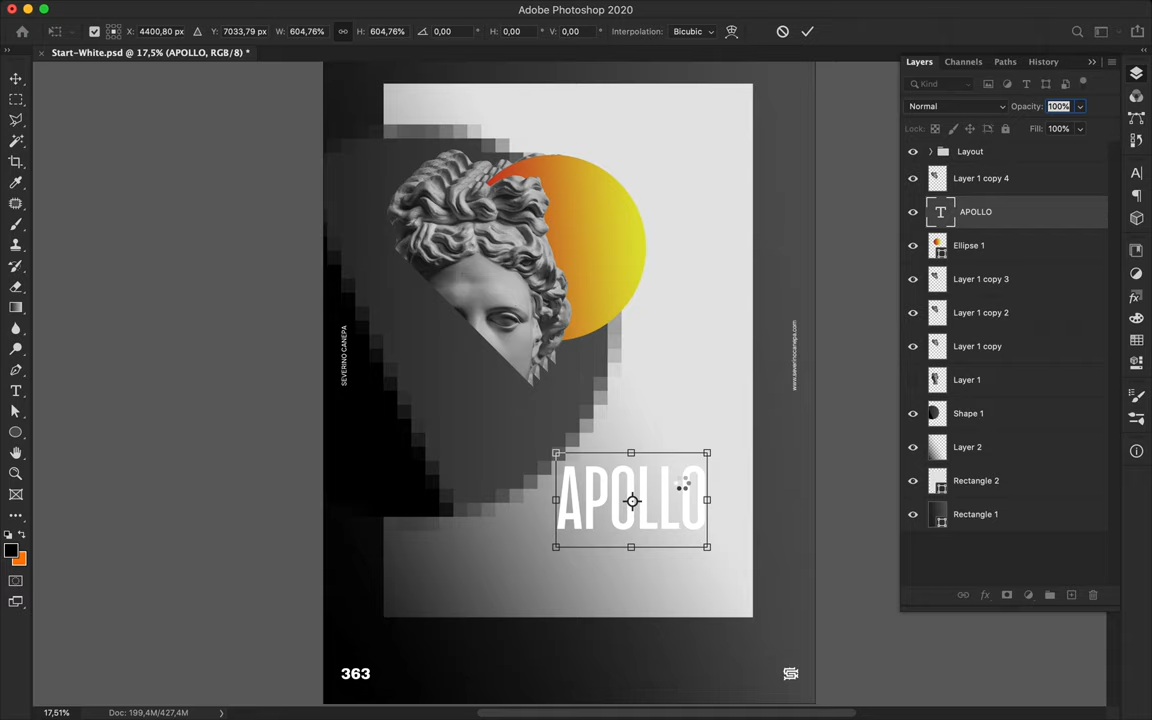 Adobe Photoshop 2020
X: 4400,80 px Y: 7033,79 px W: 604,76% H: 604,76% 0,00 ° H: 0,00 ° V: 0,00 ° Interpolation: Bicubic
Start-White.psd @ 17,5% (APOLLO, RGB/8) *
Layers Channels Paths History
Kind
Normal Opacity: 100%
Lock: Fill: 100%
Layout
Layer 1 copy 4
APOLLO
Ellipse 1
Layer 1 copy 3
Layer 1 copy 2
Layer 1 copy
Layer 1
Shape 1
Layer 2
Rectangle 2
Rectangle 1
SEVERINO CANEPA
www.severinocanepa.com
APOLLO
363
17,51% Doc: 199,4M/427,4M